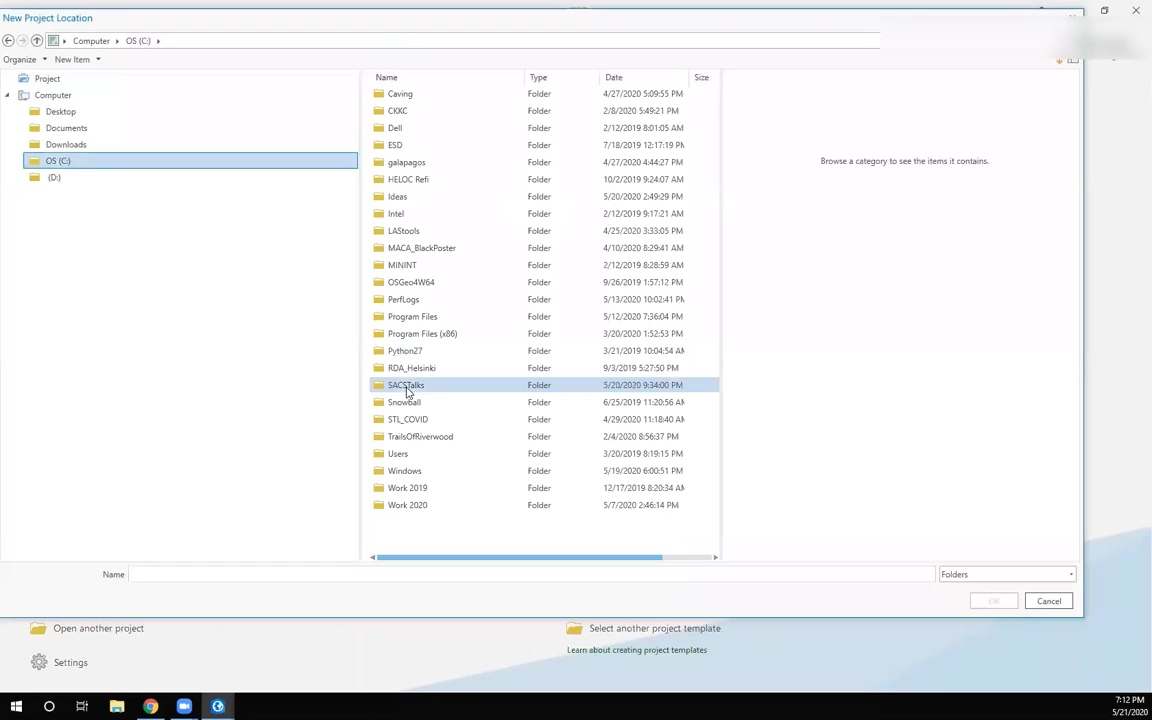 New Project Location
Computer OS (C:)
Organize New Item
Project
Computer
Desktop
Documents
Downloads
OS (C:)
(D:)
Name Type Date Size
Caving Folder 4/27/2020 5:09:55 PM
CKKC Folder 2/8/2020 5:49:21 PM
Dell Folder 2/12/2019 8:01:05 AM
ESD Folder 7/18/2019 12:17:19 PM
galapagos Folder 4/27/2020 4:44:27 PM
HELOC Refi Folder 10/2/2019 9:24:07 AM
Ideas Folder 5/20/2020 2:49:29 PM
Intel Folder 2/12/2019 9:17:21 AM
LAStools Folder 4/25/2020 3:33:05 PM
MACA_BlackPoster Folder 4/10/2020 8:29:41 AM
MININT Folder 2/12/2019 8:28:59 AM
OSGeo4W64 Folder 9/26/2019 1:57:12 PM
PerfLogs Folder 5/13/2020 10:02:41 PM
Program Files Folder 5/12/2020 7:36:04 PM
Program Files (x86) Folder 3/20/2020 1:52:53 PM
Python27 Folder 3/21/2019 10:04:54 AM
RDA_Helsinki Folder 9/3/2019 5:27:50 PM
SACSTalks Folder 5/20/2020 9:34:00 PM
Snowball Folder 6/25/2019 11:20:56 AM
STL_COVID Folder 4/29/2020 11:18:40 AM
TrailsOfRiverwood Folder 2/4/2020 8:56:37 PM
Users Folder 3/20/2019 8:19:15 PM
Windows Folder 5/19/2020 6:00:51 PM
Work 2019 Folder 12/17/2019 8:20:34 AM
Work 2020 Folder 5/7/2020 2:46:14 PM
Browse a category to see the items it contains.
Name Folders
OK Cancel
Open another project
Settings
Select another project template
Learn about creating project templates
7:12 PM
5/21/2020